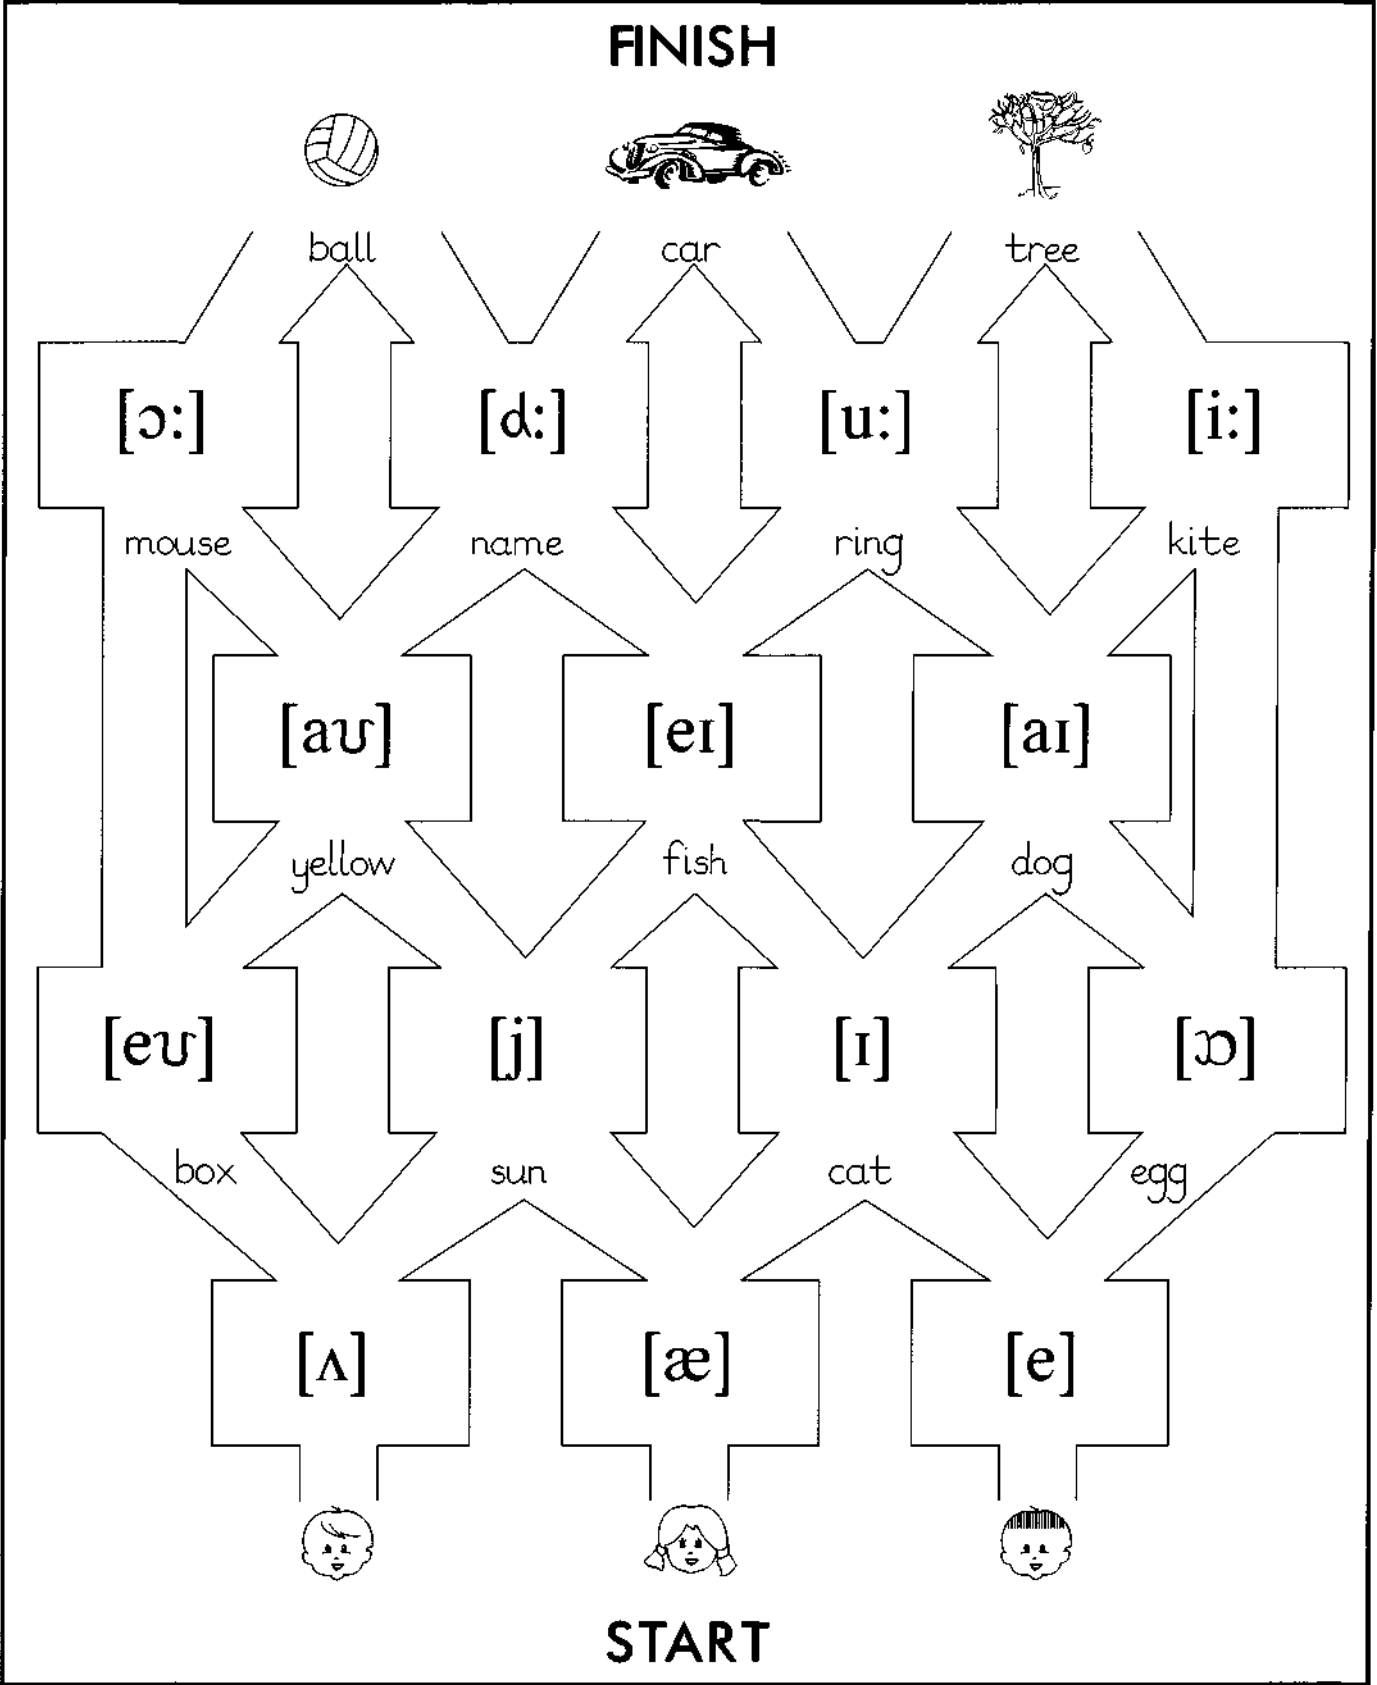 FINISH
ball car tree
[ɔ:] [ɑ:] [u:] [i:]
mouse name ring kite
[aʊ] [eɪ] [aɪ]
yellow fish dog
[eʊ] [j] [ɪ] [ɒ]
box sun cat egg
[ʌ] [æ] [e]
START